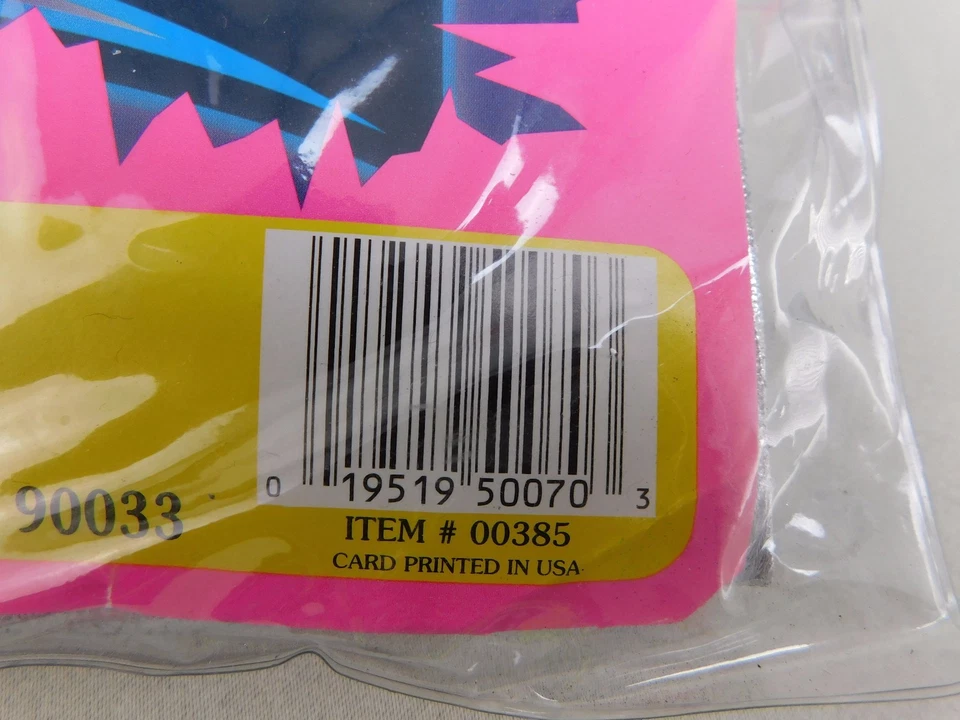 90033
0 19519 50070 3
ITEM # 00385
CARD PRINTED IN USA